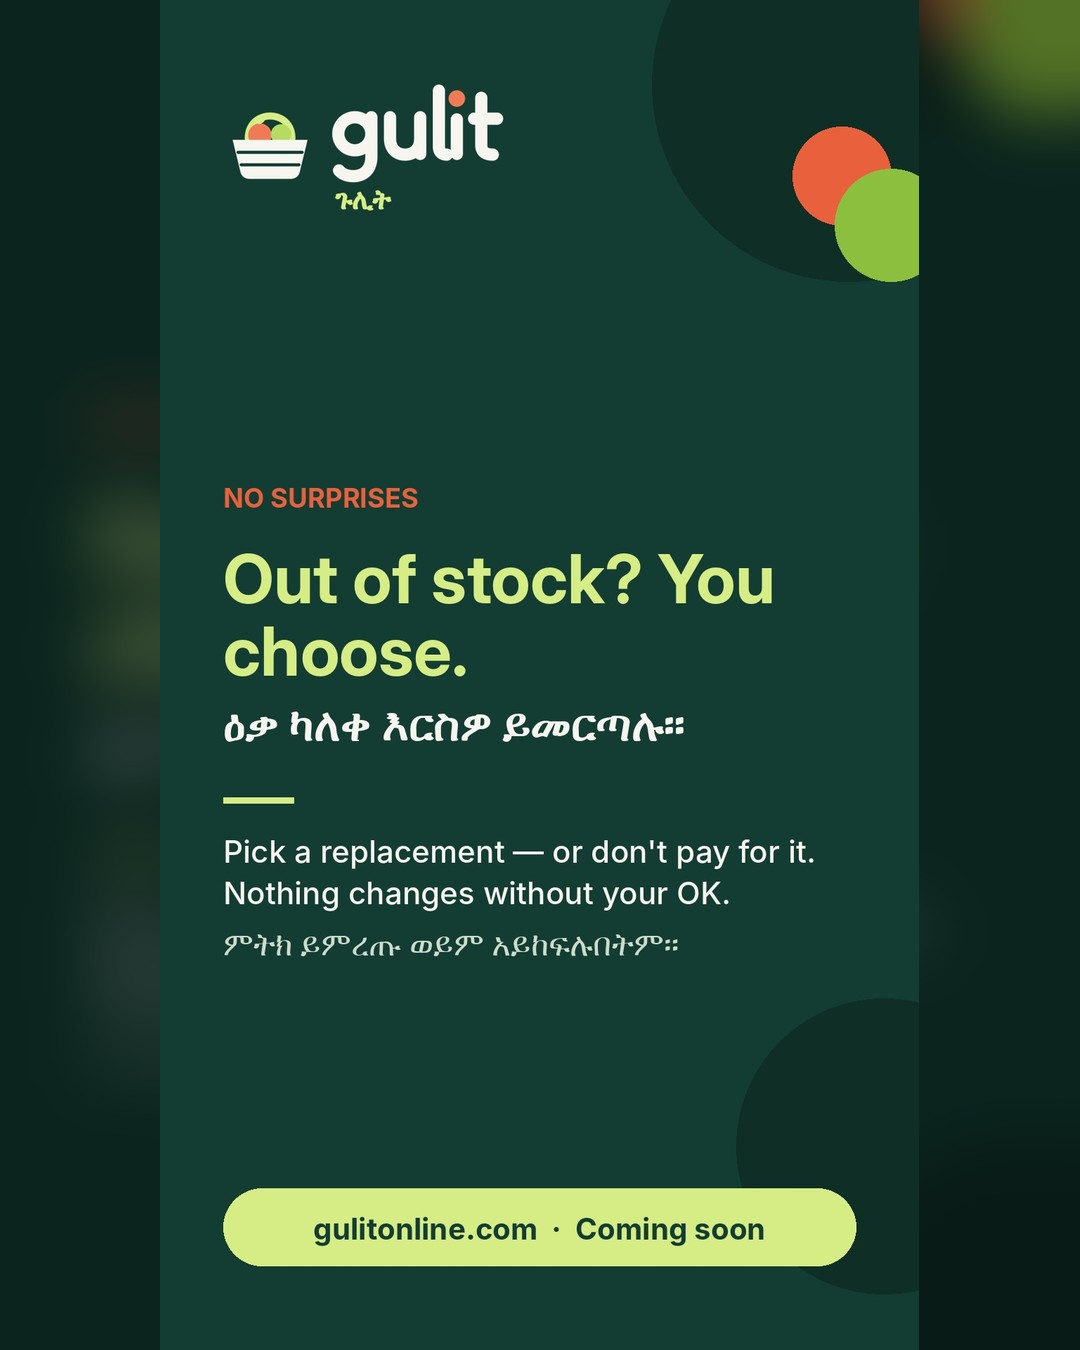 gulit
ጉሊት
NO SURPRISES
Out of stock? You
choose.
ዕቃ ካለቀ እርስዎ ይመርጣሉ።
Pick a replacement — or don't pay for it.
Nothing changes without your OK.
ምትክ ይምረጡ ወይም አይከፍሉበትም።
gulitonline.com · Coming soon